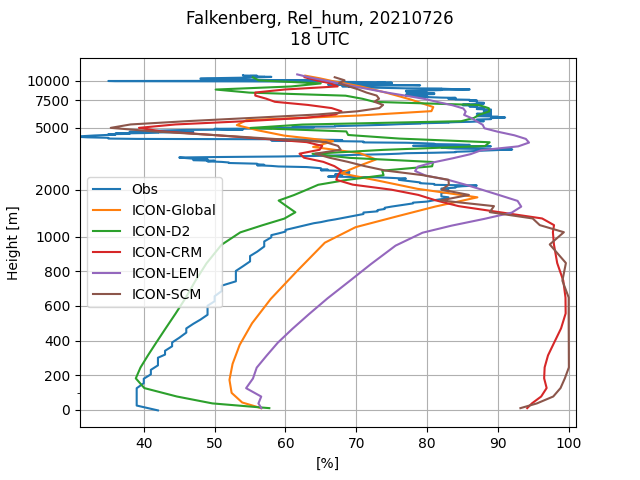 Falkenberg, Rel_hum, 20210726
18 UTC
Height [m]
10000
7500
5000
2000
1000
800
600
400
200
0
Obs
ICON-Global
ICON-D2
ICON-CRM
ICON-LEM
ICON-SCM
40 50 60 70 80 90 100
[%]